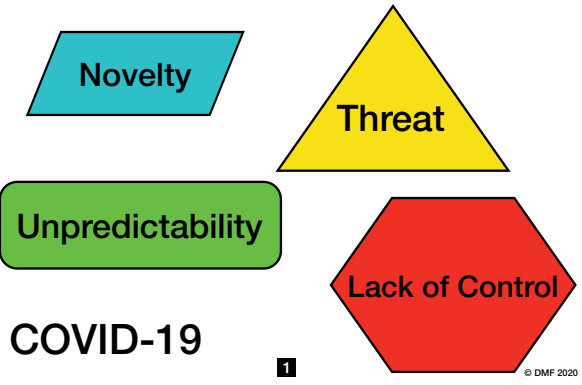 Novelty
Threat
Unpredictability
Lack of Control
COVID-19
1
© DMF 2020